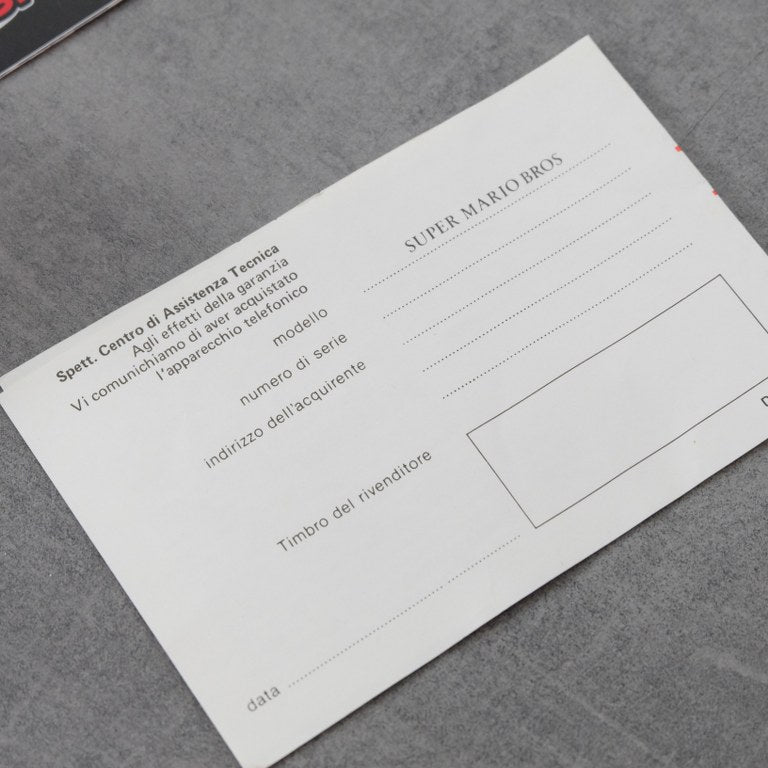 Spett. Centro di Assistenza Tecnica
Agli effetti della garanzia
Vi comunichiamo di aver acquistato
l'apparecchio telefonico
modello SUPER MARIO BROS
numero di serie
indirizzo dell'acquirente
Timbro del rivenditore
data